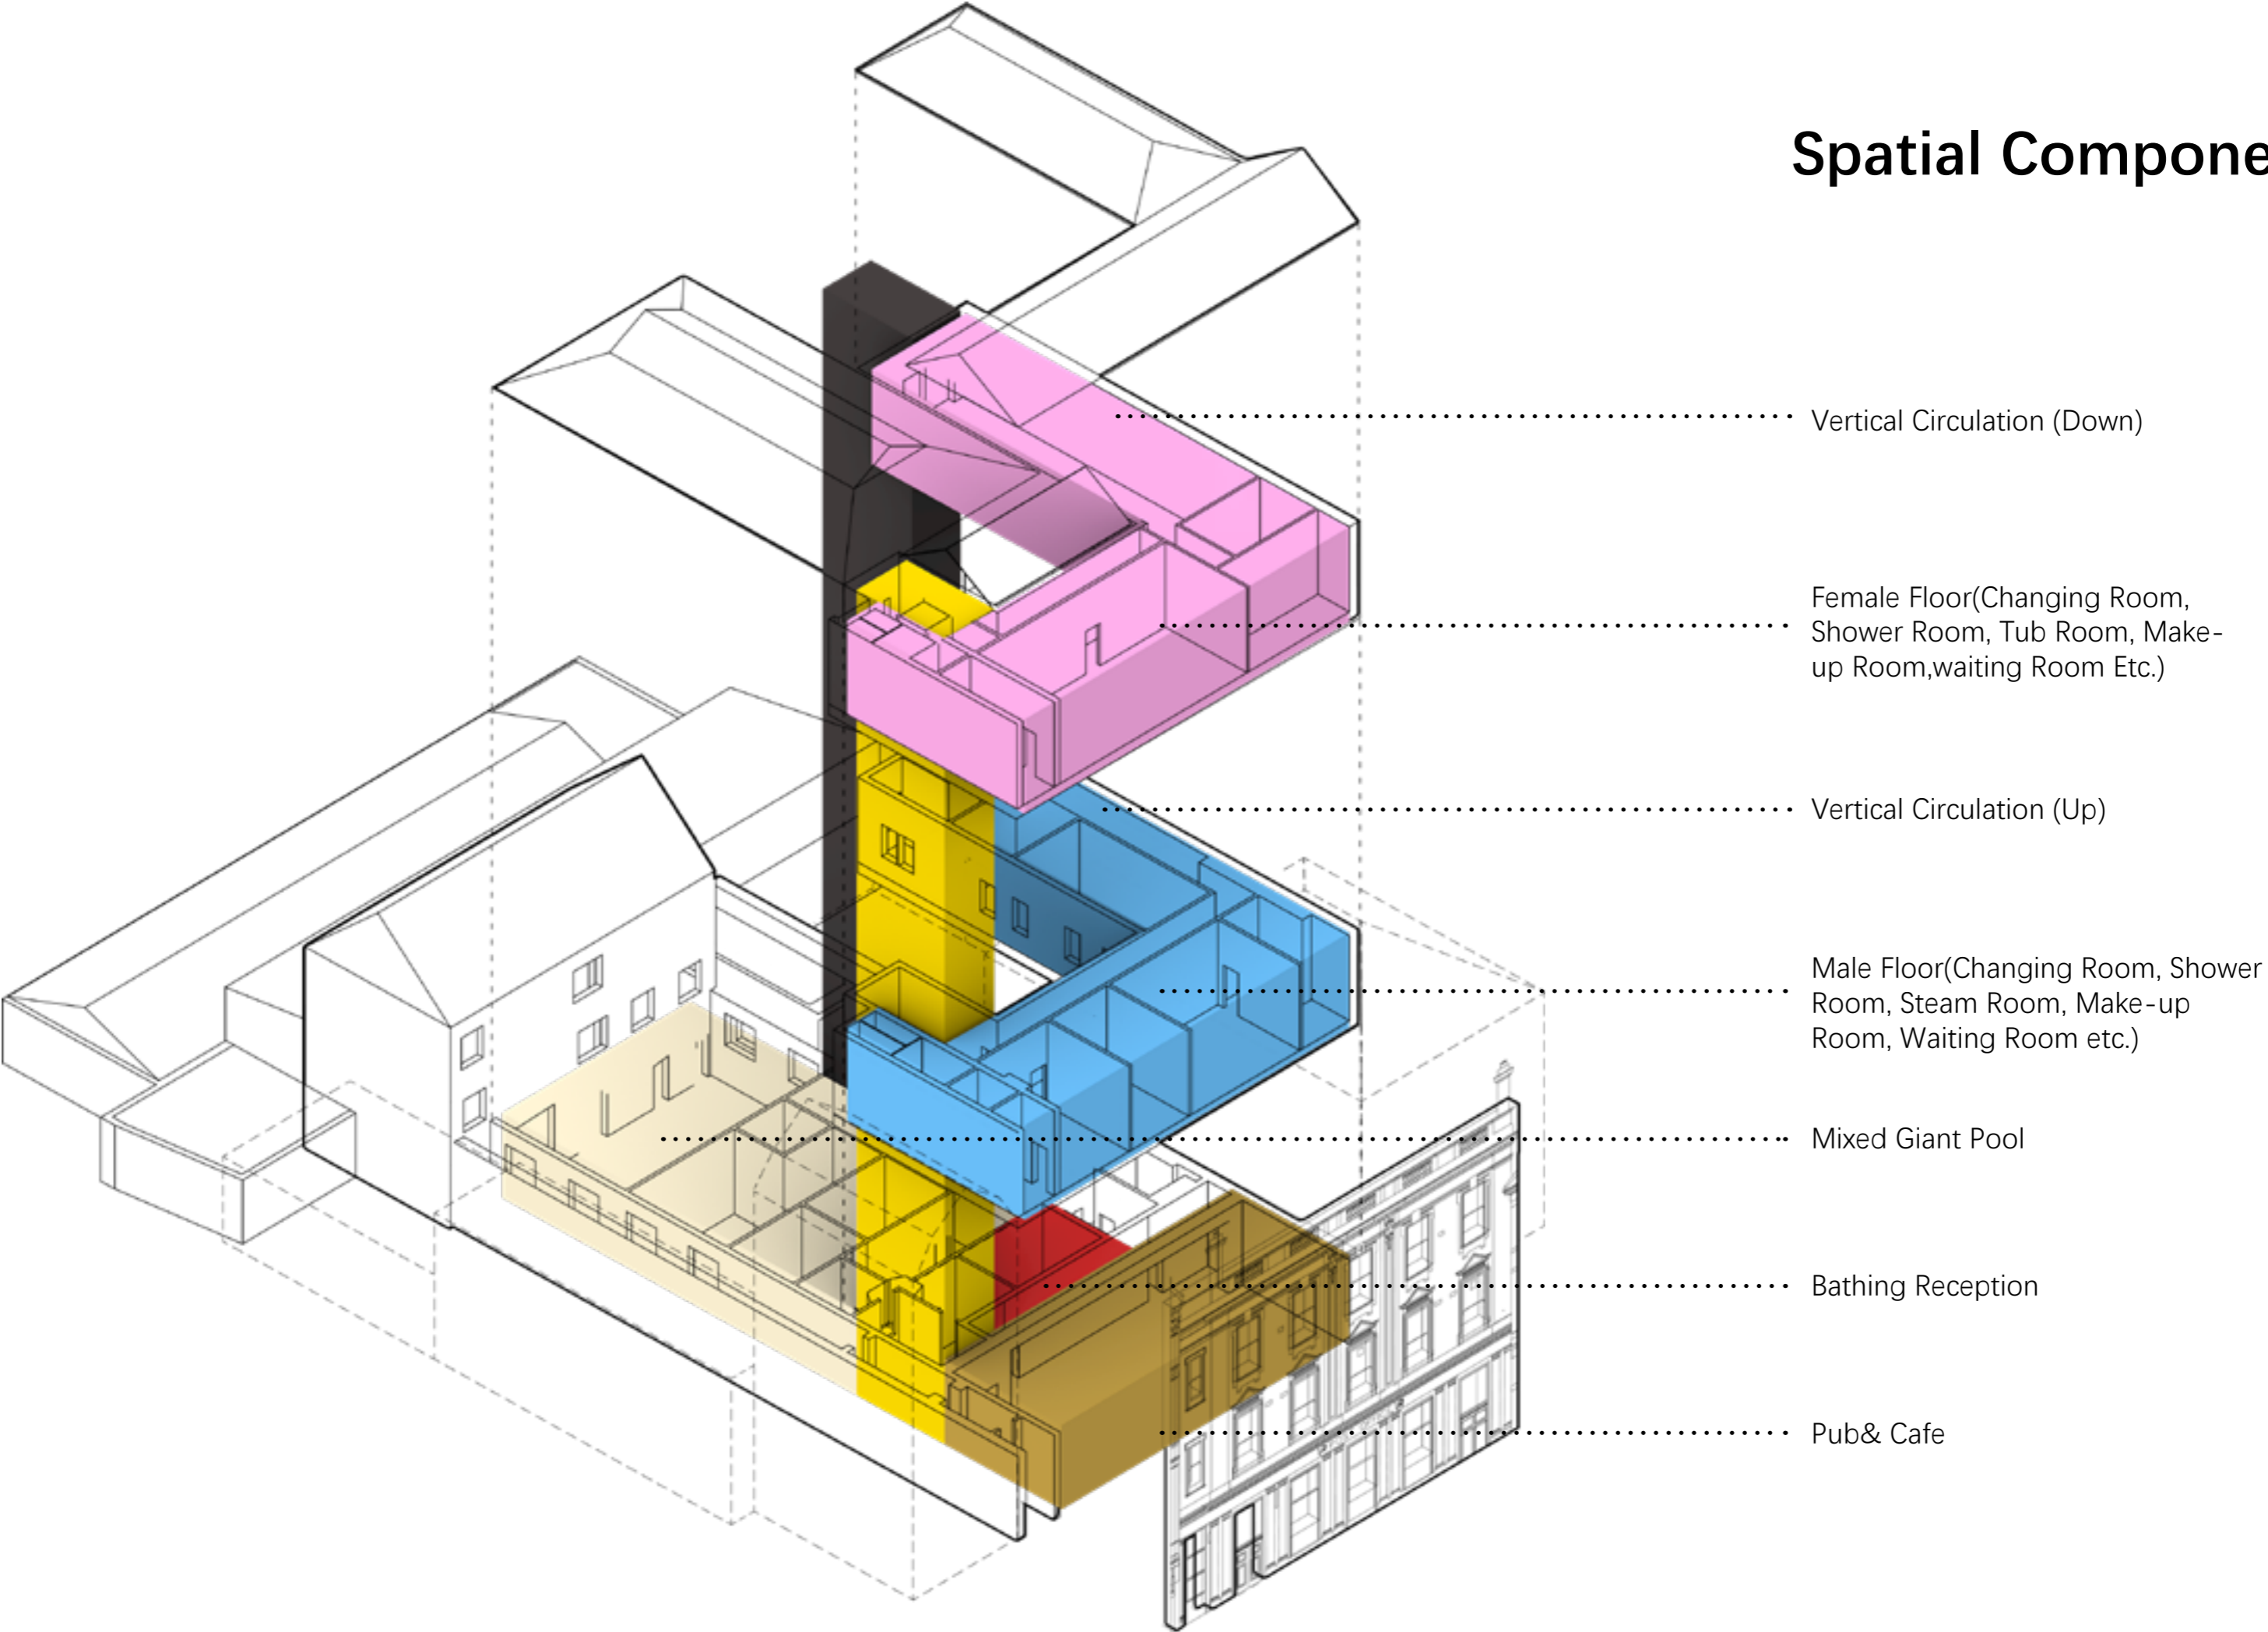 Spatial Compone
Vertical Circulation (Down)
Female Floor(Changing Room,
Shower Room, Tub Room, Make-
up Room,waiting Room Etc.)
Vertical Circulation (Up)
Male Floor(Changing Room, Shower
Room, Steam Room, Make-up
Room, Waiting Room etc.)
Mixed Giant Pool
Bathing Reception
Pub& Cafe